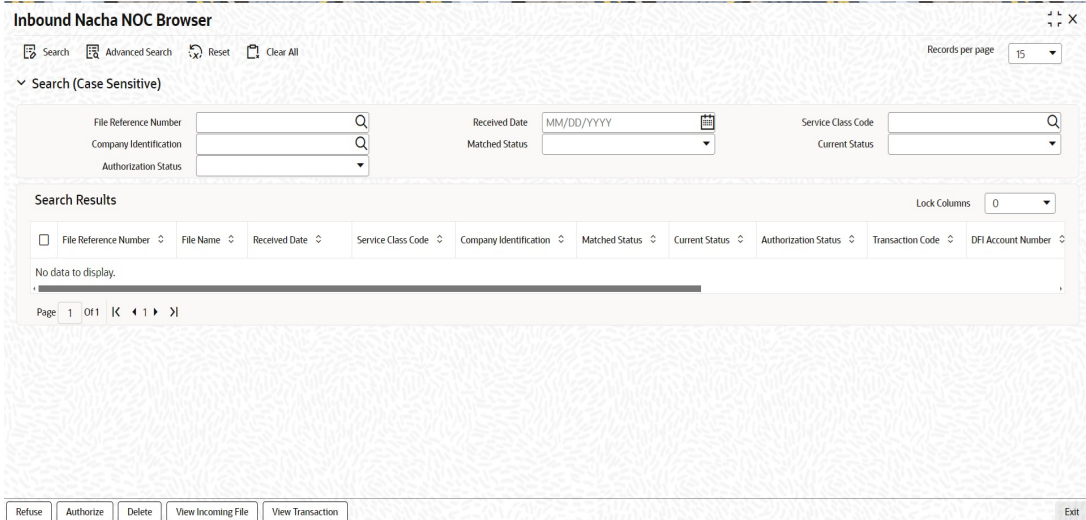 Inbound Nacha NOC Browser
Search Advanced Search Reset Clear All Records per page 15
Search (Case Sensitive)
File Reference Number Received Date MM/DD/YYYY Service Class Code
Company Identification Matched Status Current Status
Authorization Status
Search Results Lock Columns 0
File Reference Number File Name Received Date Service Class Code Company Identification Matched Status Current Status Authorization Status Transaction Code DFI Account Number
No data to display.
Page 1 Of 1 1
Refuse Authorize Delete View Incoming File View Transaction Exit